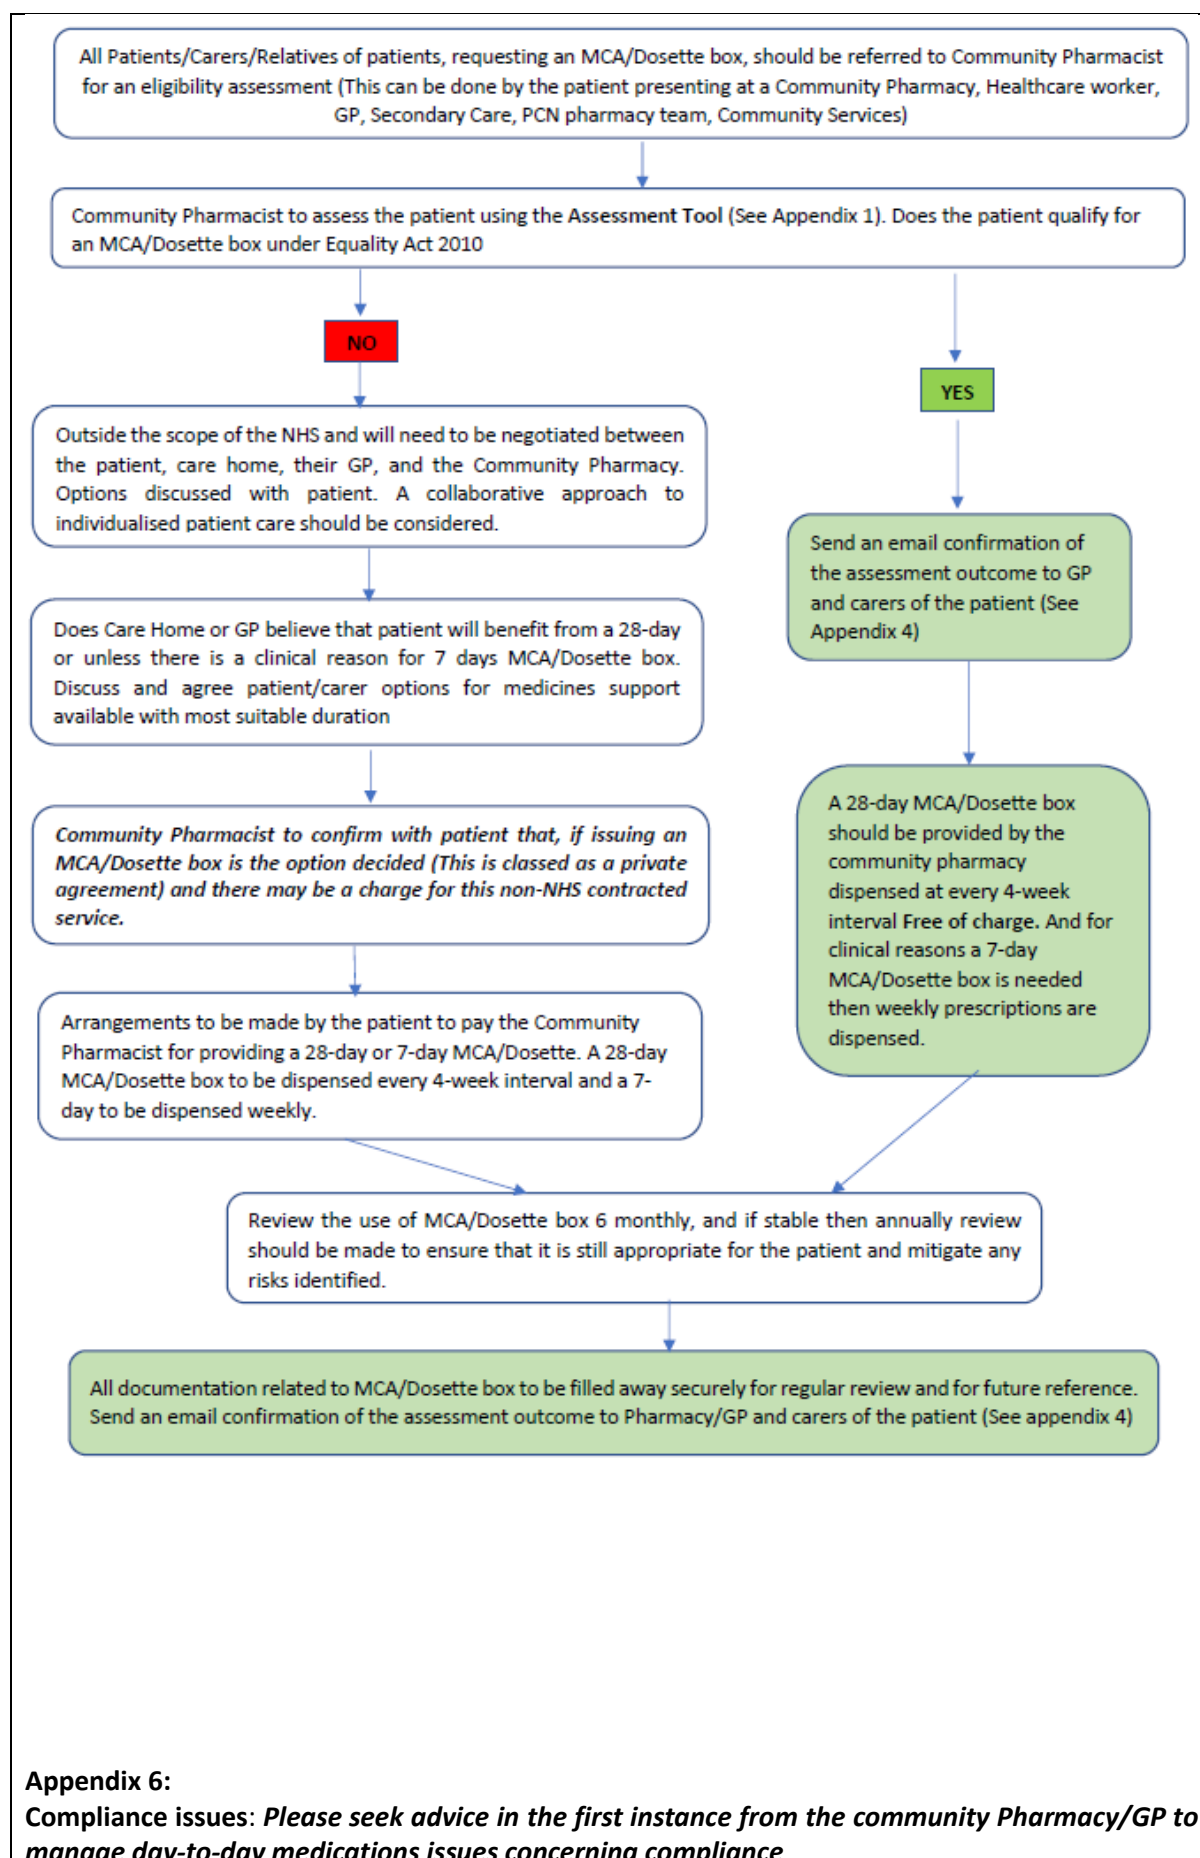 All Patients/Carers/Relatives of patients, requesting an MCA/Dosette box, should be referred to Community Pharmacist
for an eligibility assessment (This can be done by the patient presenting at a Community Pharmacy, Healthcare worker,
GP, Secondary Care, PCN pharmacy team, Community Services)
Community Pharmacist to assess the patient using the Assessment Tool (See Appendix 1). Does the patient qualify for
an MCA/Dosette box under Equality Act 2010
NO
Outside the scope of the NHS and will need to be negotiated between
the patient, care home, their GP, and the Community Pharmacy.
Options discussed with patient. A collaborative approach to
individualised patient care should be considered.
Does Care Home or GP believe that patient will benefit from a 28-day
or unless there is a clinical reason for 7 days MCA/Dosette box.
Discuss and agree patient/carer options for medicines support
available with most suitable duration
Community Pharmacist to confirm with patient that, if issuing an
MCA/Dosette box is the option decided (This is classed as a private
agreement) and there may be a charge for this non-NHS contracted
service.
Arrangements to be made by the patient to pay the Community
Pharmacist for providing a 28-day or 7-day MCA/Dosette. A 28-day
MCA/Dosette box to be dispensed every 4-week interval and a 7-
day to be dispensed weekly.
YES
Send an email confirmation of
the assessment outcome to GP
and carers of the patient (See
Appendix 4)
A 28-day MCA/Dosette box
should be provided by the
community pharmacy
dispensed at every 4-week
interval Free of charge. And for
clinical reasons a 7-day
MCA/Dosette box is needed
then weekly prescriptions are
dispensed.
Review the use of MCA/Dosette box 6 monthly, and if stable then annually review
should be made to ensure that it is still appropriate for the patient and mitigate any
risks identified.
All documentation related to MCA/Dosette box to be filled away securely for regular review and for future reference.
Send an email confirmation of the assessment outcome to Pharmacy/GP and carers of the patient (See appendix 4)
Appendix 6:
Compliance issues: Please seek advice in the first instance from the community Pharmacy/GP to
manage day-to-day medications issues concerning compliance